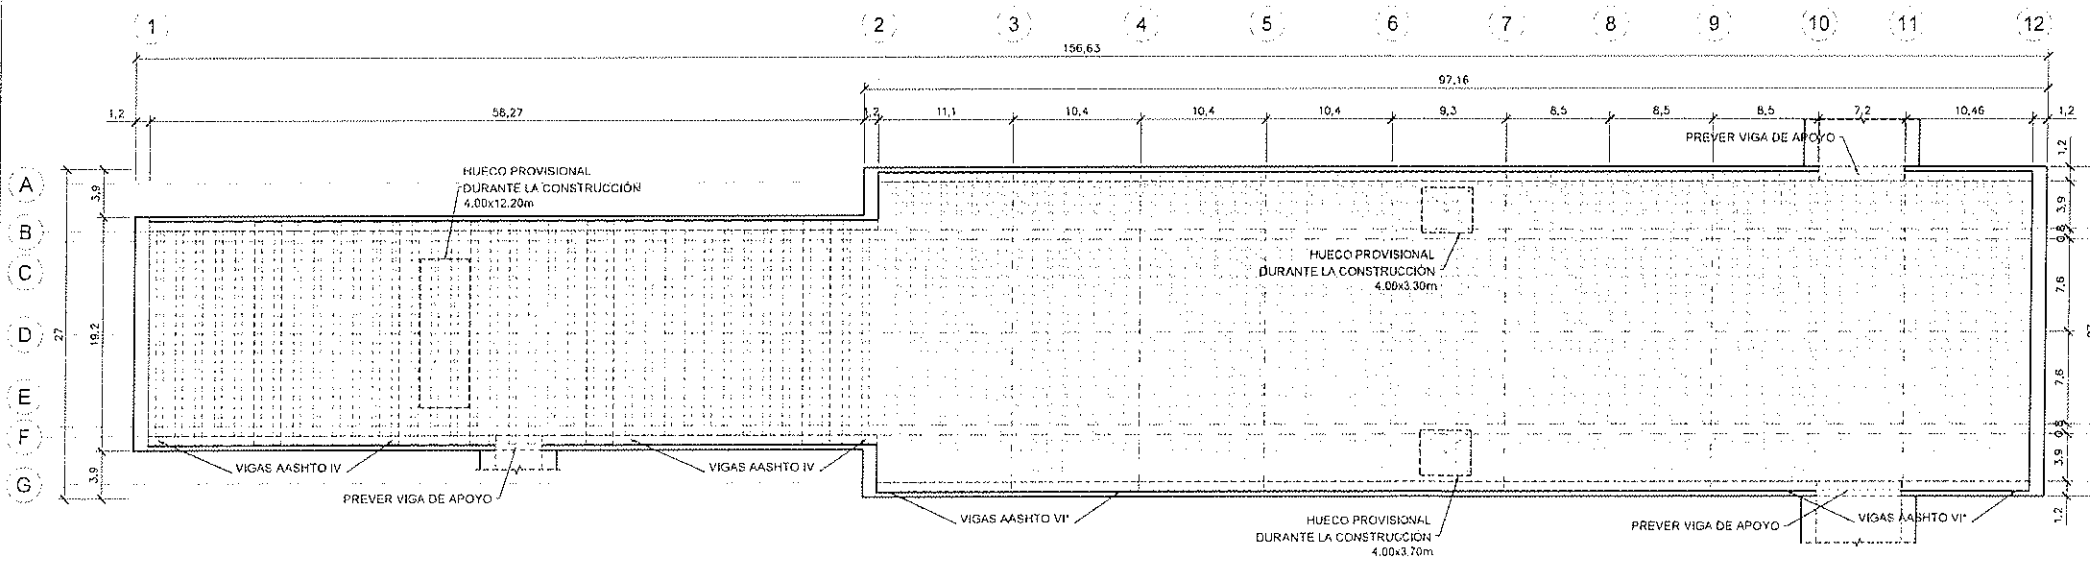 1 2 3 4 5 6 7 8 9 10 11 12
156,63
97,16
1,2 58,27 1,2 11,1 10,4 10,4 10,4 9,3 8,5 8,5 8,5 7,2 10,46 1,2
PREVER VIGA DE APOYO
1,2
HUECO PROVISIONAL
DURANTE LA CONSTRUCCIÓN
4.00x12.20m
A
3,9
3,9
B
0,8
HUECO PROVISIONAL
DURANTE LA CONSTRUCCIÓN
4.00x3.30m
C
7,6
D
27
19,2
27
E
7,6
F
0,8
VIGAS AASHTO IV
VIGAS AASHTO IV
G
3,9
3,9
PREVER VIGA DE APOYO
1,2
VIGAS AASHTO VI*
HUECO PROVISIONAL
DURANTE LA CONSTRUCCIÓN
4.00x3.70m
PREVER VIGA DE APOYO
VIGAS AASHTO VI*